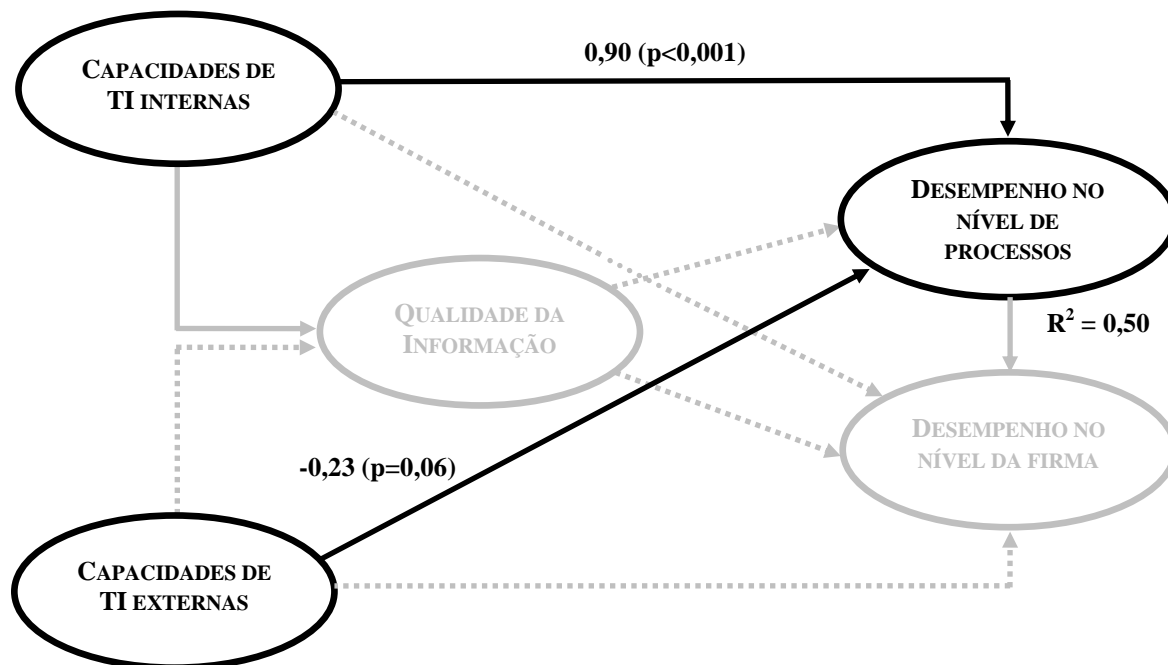 0,90 (p<0,001)
CAPACIDADES DE
TI INTERNAS
DESEMPENHO NO
NÍVEL DE
PROCESSOS
QUALIDADE DA
INFORMAÇÃO
R² = 0,50
DESEMPENHO NO
NÍVEL DA FIRMA
-0,23 (p=0,06)
CAPACIDADES DE
TI EXTERNAS